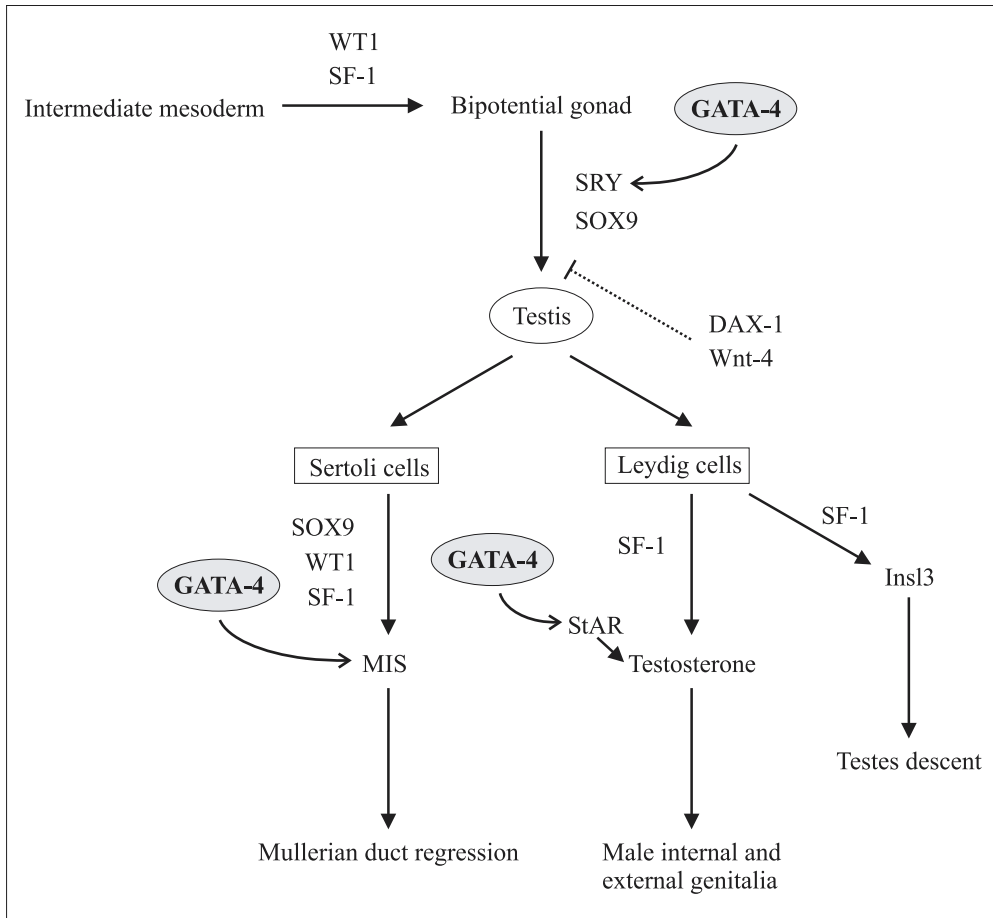 WT1
SF-1
Intermediate mesoderm
Bipotential gonad
GATA-4
SRY
SOX9
Testis
DAX-1
Wnt-4
Sertoli cells
Leydig cells
SOX9
WT1
SF-1
GATA-4
MIS
GATA-4
StAR
SF-1
Testosterone
SF-1
Insl3
Testes descent
Mullerian duct regression
Male internal and
external genitalia